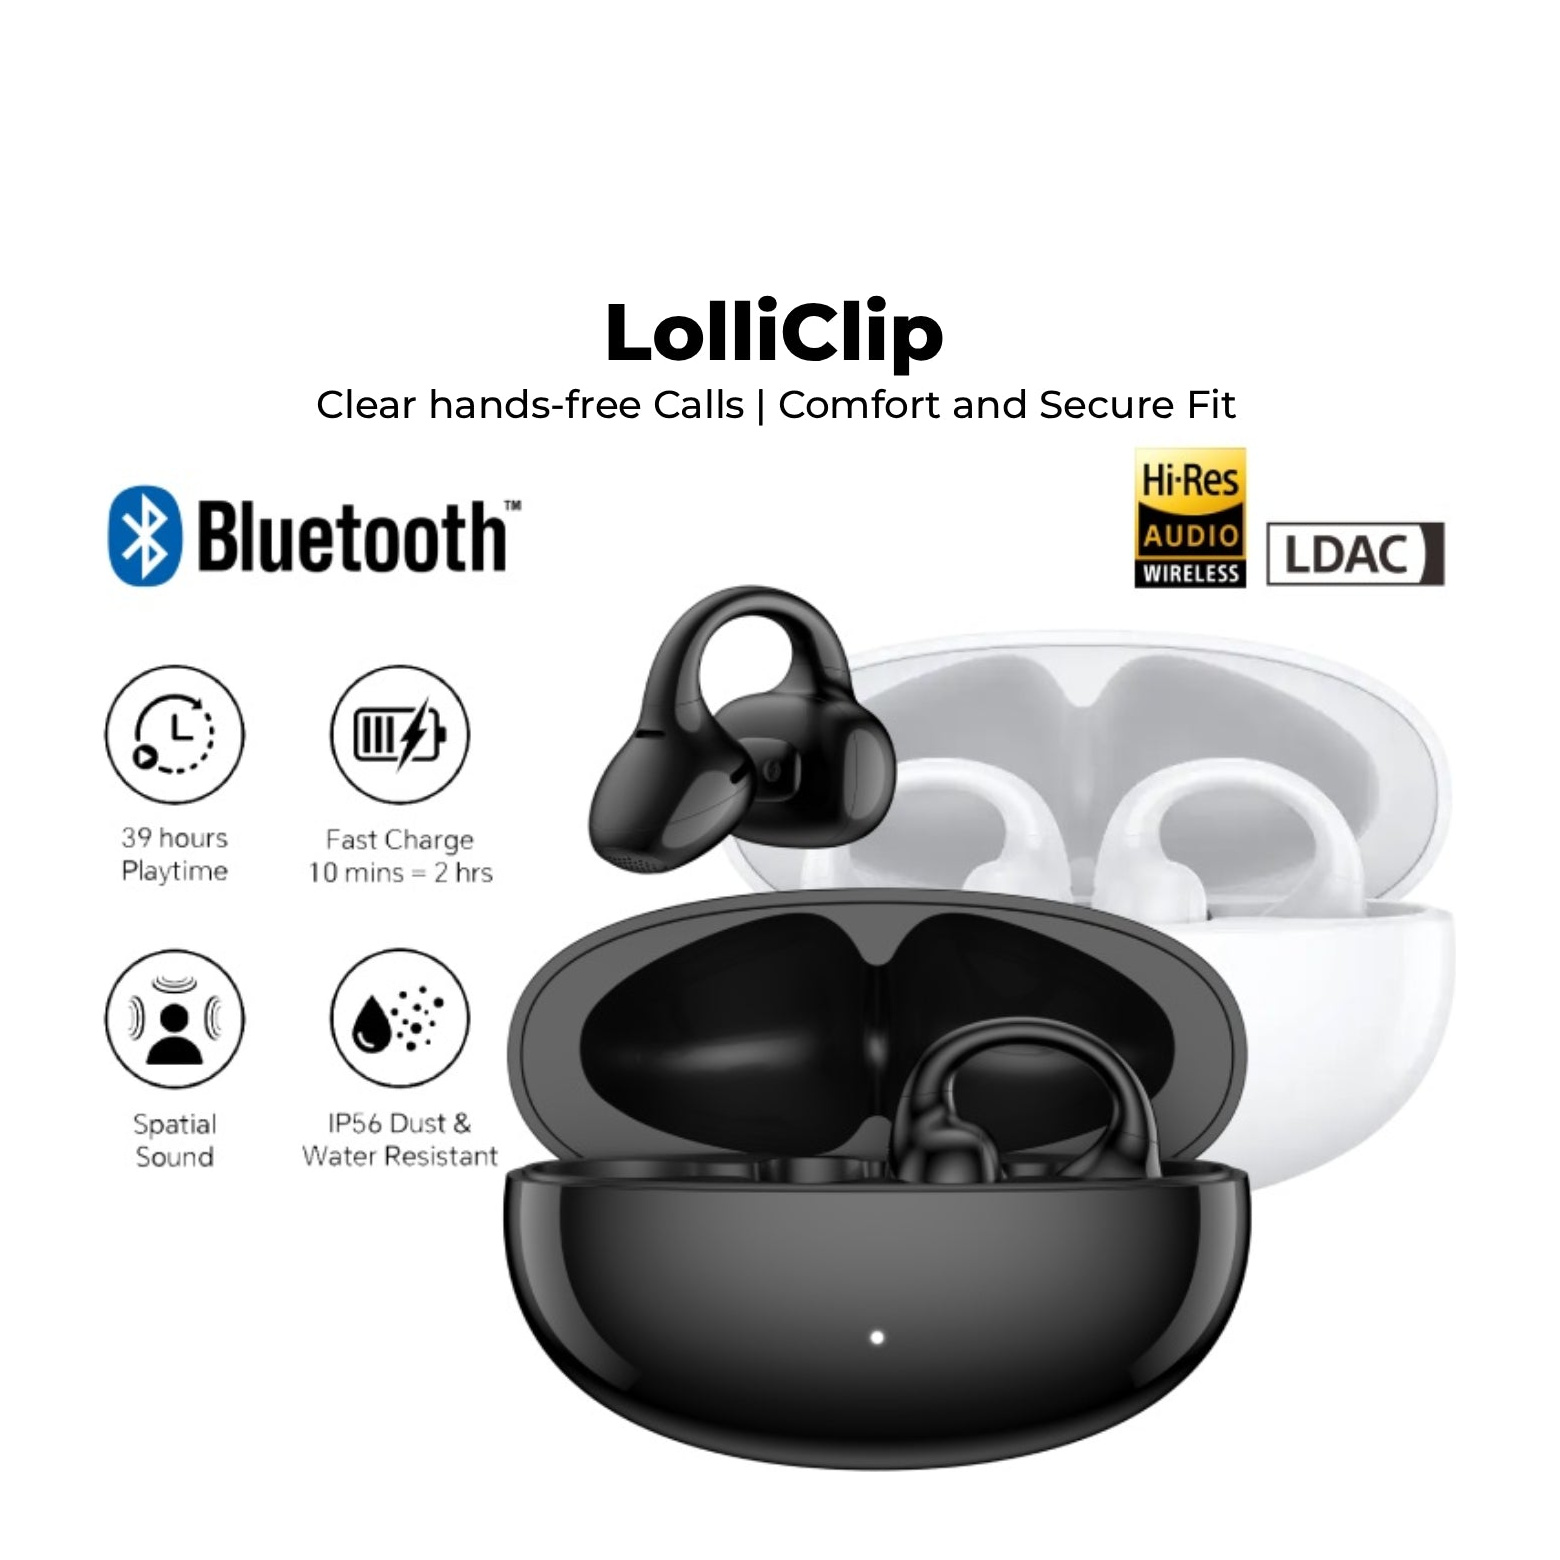 LolliClip
Clear hands-free Calls | Comfort and Secure Fit
Bluetooth™
Hi-Res
AUDIO
WIRELESS
LDAC
39 hours
Playtime
Fast Charge
10 mins = 2 hrs
Spatial
Sound
IP56 Dust &
Water Resistant